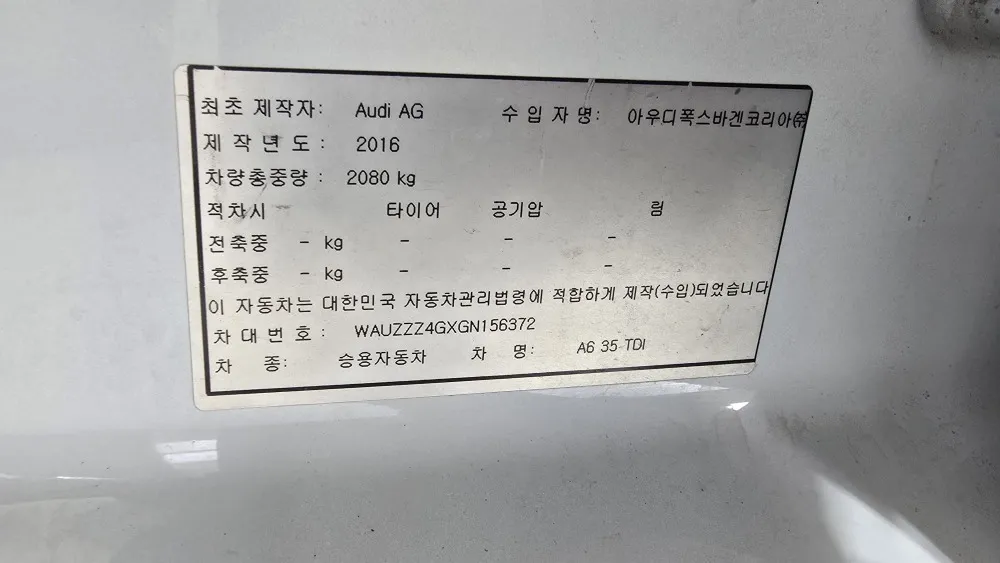 최초 제작자: Audi AG 수 입 자 명: 아우디폭스바겐코리아㈜
제 작 년 도 : 2016
차량총중량 : 2080 kg
적차시 타이어 공기압 림
전축중 - kg - - -
후축중 - kg - - -
이 자동차는 대한민국 자동차관리법령에 적합하게 제작(수입)되었습니다
차 대 번 호 : WAUZZZ4GXGN156372
차 종: 승용자동차 차 명: A6 35 TDI